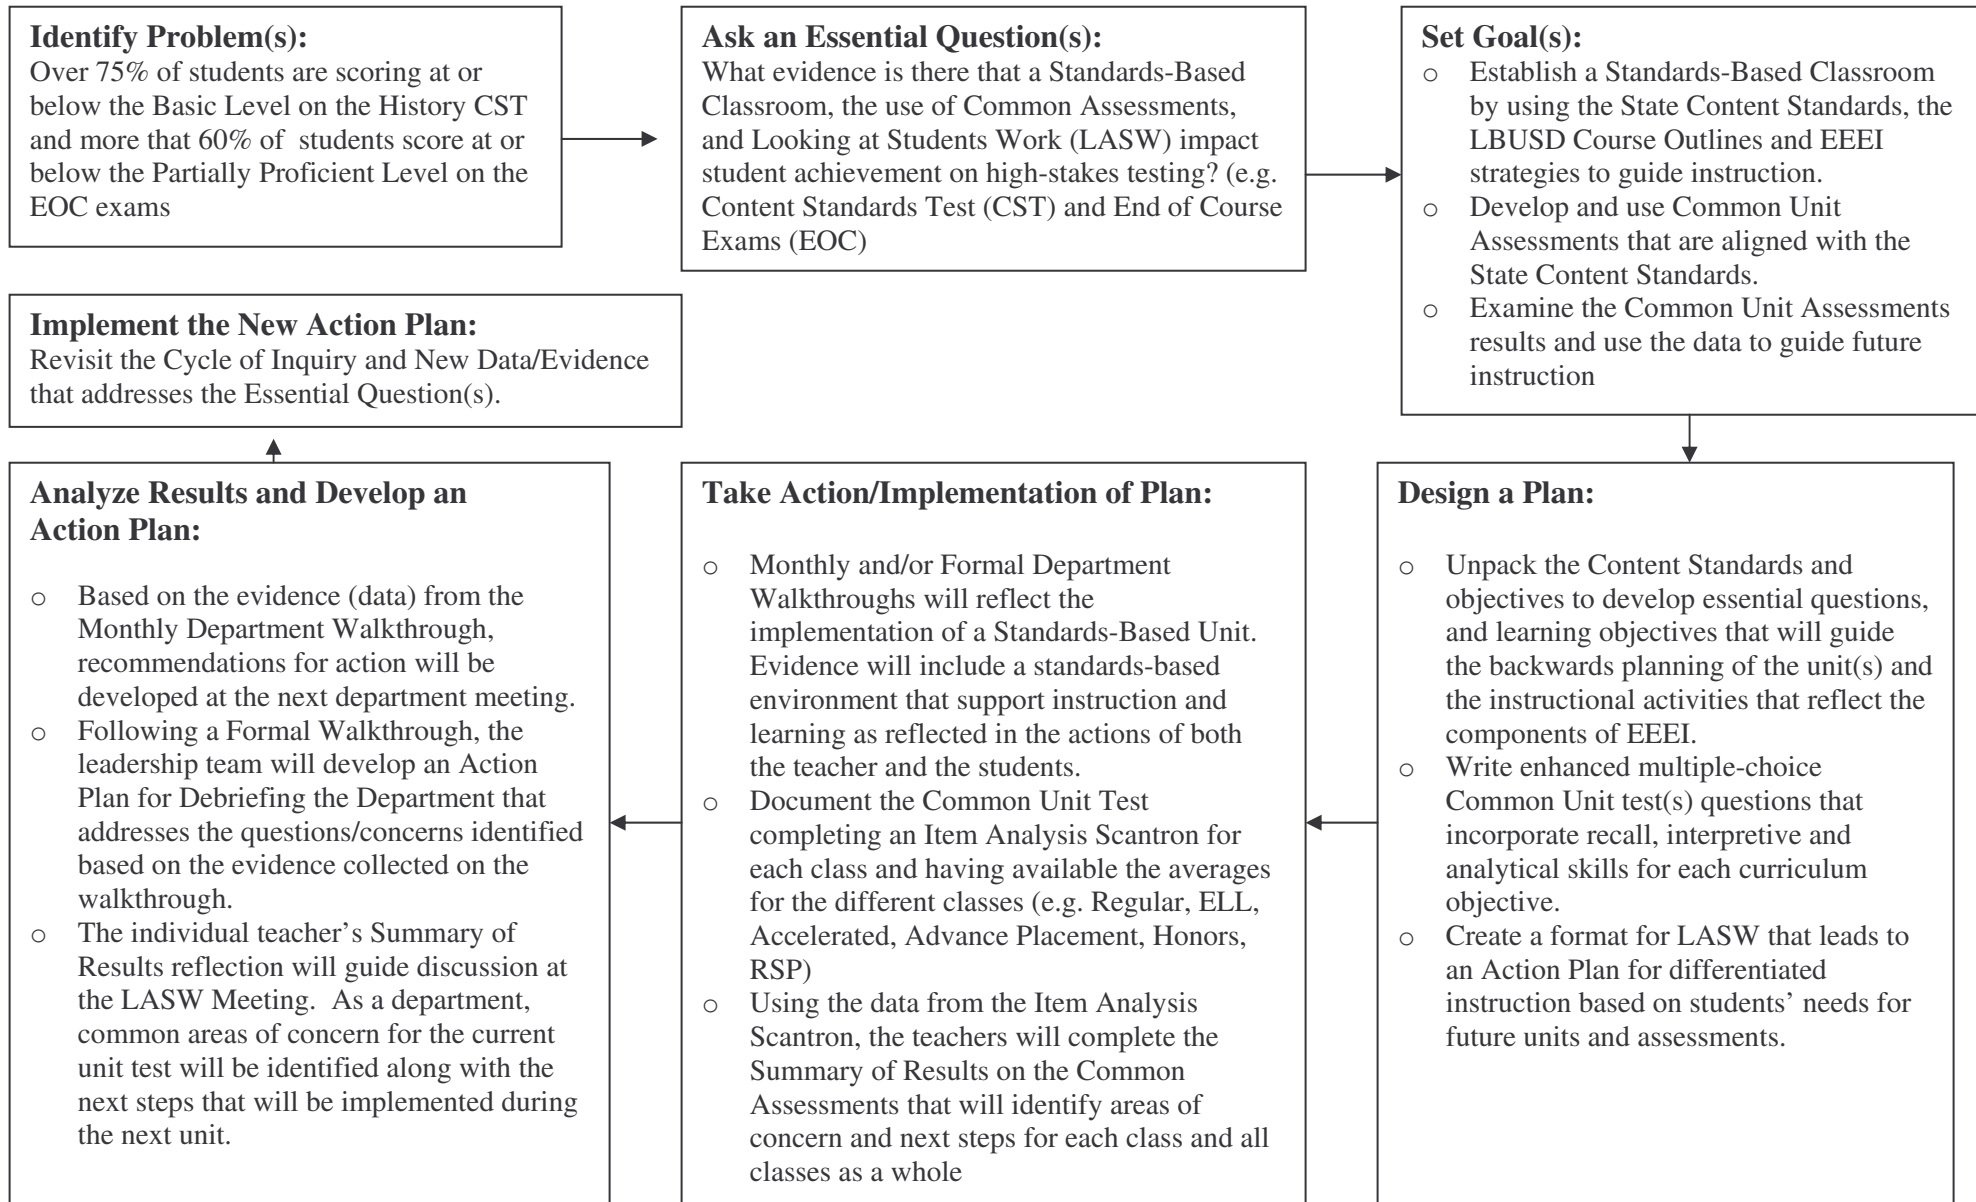 Identify Problem(s):
Over 75% of students are scoring at or
below the Basic Level on the History CST
and more that 60% of  students score at or
below the Partially Proficient Level on the
EOC exams
Ask an Essential Question(s):
What evidence is there that a Standards-Based
Classroom, the use of Common Assessments,
and Looking at Students Work (LASW) impact
student achievement on high-stakes testing? (e.g.
Content Standards Test (CST) and End of Course
Exams (EOC)
Set Goal(s):
o Establish a Standards-Based Classroom
by using the State Content Standards, the
LBUSD Course Outlines and EEEI
strategies to guide instruction.
o Develop and use Common Unit
Assessments that are aligned with the
State Content Standards.
o Examine the Common Unit Assessments
results and use the data to guide future
instruction
Design a Plan:
o Unpack the Content Standards and
objectives to develop essential questions,
and learning objectives that will guide
the backwards planning of the unit(s) and
the instructional activities that reflect the
components of EEEI.
o Write enhanced multiple-choice
Common Unit test(s) questions that
incorporate recall, interpretive and
analytical skills for each curriculum
objective.
o Create a format for LASW that leads to
an Action Plan for differentiated
instruction based on students’ needs for
future units and assessments.
Take Action/Implementation of Plan:
o Monthly and/or Formal Department
Walkthroughs will reflect the
implementation of a Standards-Based Unit.
Evidence will include a standards-based
environment that support instruction and
learning as reflected in the actions of both
the teacher and the students.
o Document the Common Unit Test
completing an Item Analysis Scantron for
each class and having available the averages
for the different classes (e.g. Regular, ELL,
Accelerated, Advance Placement, Honors,
RSP)
o Using the data from the Item Analysis
Scantron, the teachers will complete the
Summary of Results on the Common
Assessments that will identify areas of
concern and next steps for each class and all
classes as a whole
Analyze Results and Develop an
Action Plan:
o Based on the evidence (data) from the
Monthly Department Walkthrough,
recommendations for action will be
developed at the next department meeting.
o Following a Formal Walkthrough, the
leadership team will develop an Action
Plan for Debriefing the Department that
addresses the questions/concerns identified
based on the evidence collected on the
walkthrough.
o The individual teacher’s Summary of
Results reflection will guide discussion at
the LASW Meeting.  As a department,
common areas of concern for the current
unit test will be identified along with the
next steps that will be implemented during
the next unit.
Implement the New Action Plan:
Revisit the Cycle of Inquiry and New Data/Evidence
that addresses the Essential Question(s).